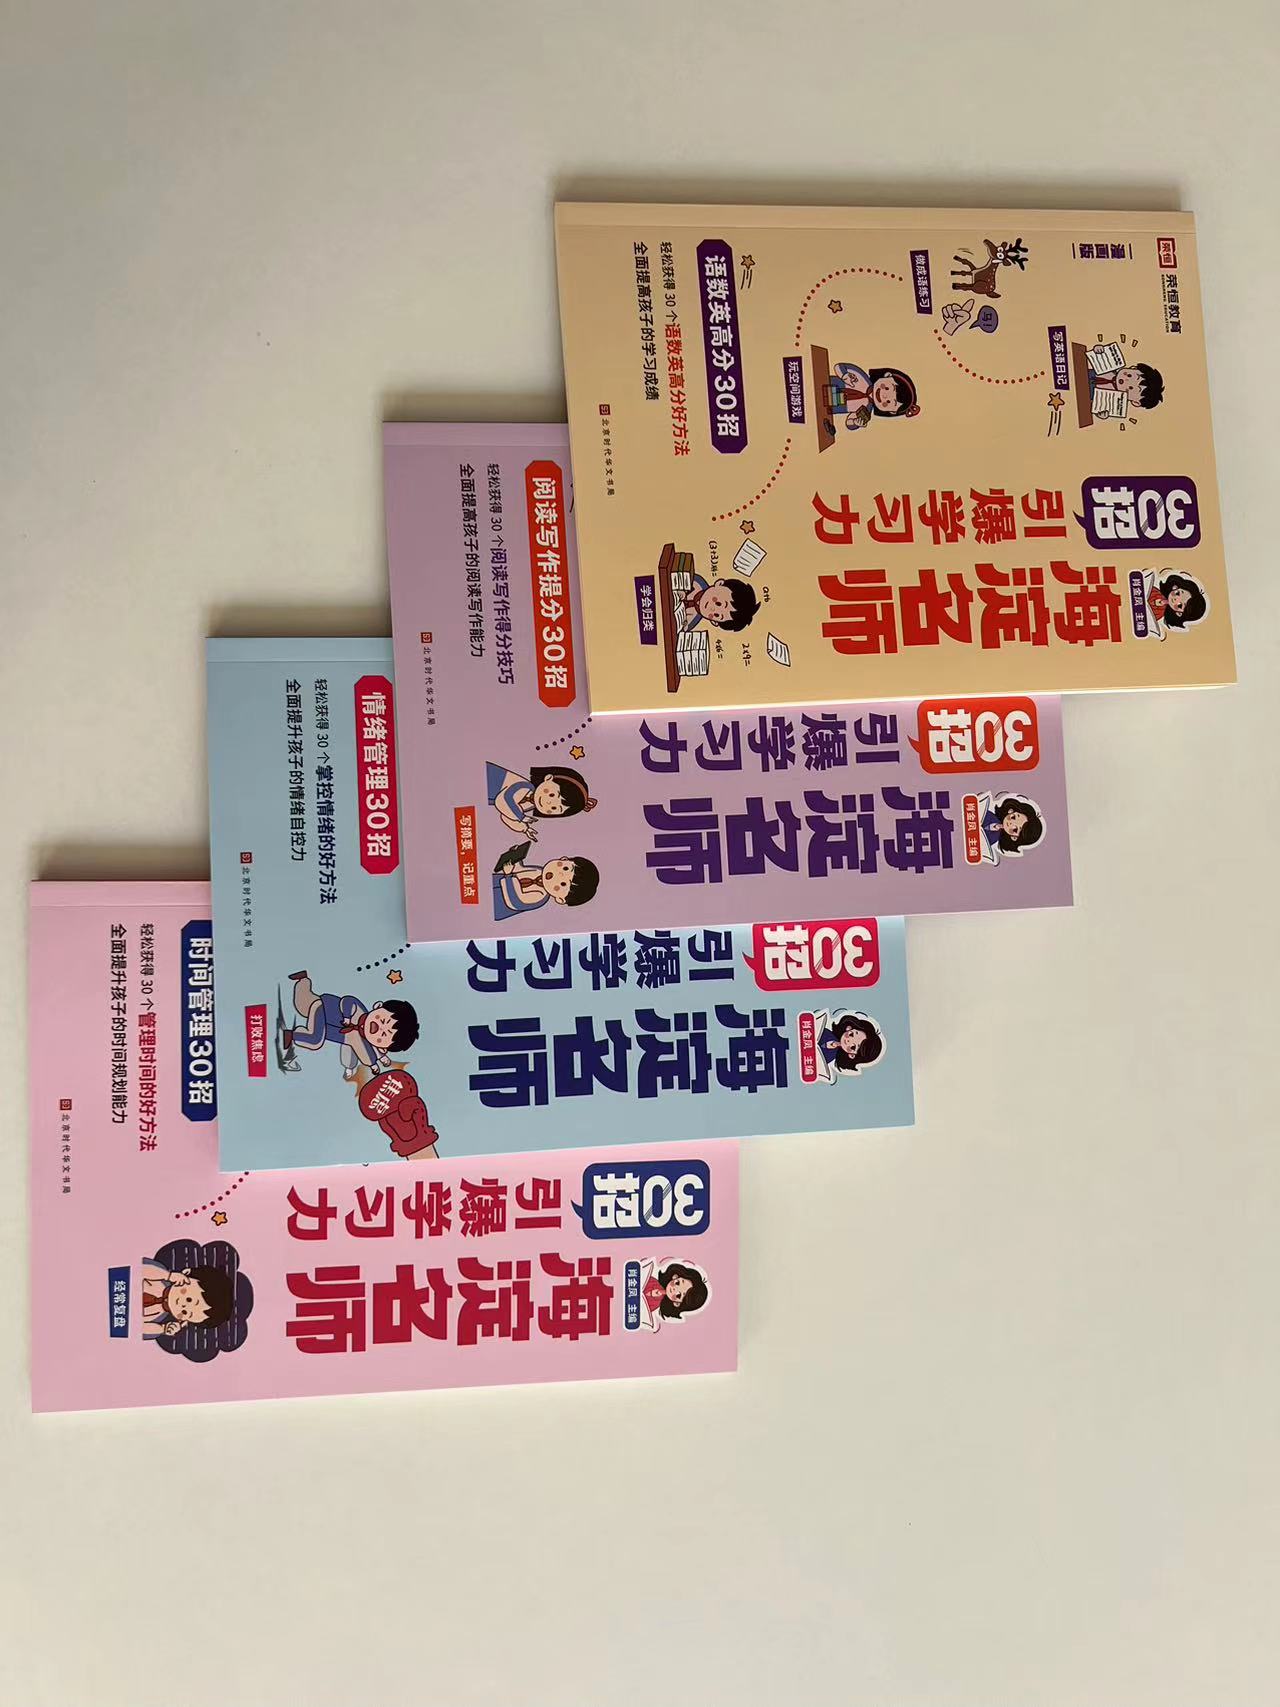 荣恒
荣恒教育
RONGHENG EDUCATION
漫画版
肖金凤 主编
海淀名师
30招
引爆学习力
写英语日记
做成语练习
马!
玩空间游戏
学会归类
(3+3)层=
a+b
4x6=
2x9=
语数英高分30招
轻松获得30个语数英高分好方法
全面提高孩子的学习成绩
北京时代华文书局
肖金凤 主编
海淀名师
30招
引爆学习力
写摘要,记重点
阅读写作提分30招
轻松获得30个阅读写作得分技巧
全面提高孩子的阅读写作能力
北京时代华文书局
肖金凤 主编
海淀名师
30招
引爆学习力
焦虑
打败焦虑
情绪管理30招
轻松获得30个掌控情绪的好方法
全面提升孩子的情绪自控力
北京时代华文书局
肖金凤 主编
海淀名师
30招
引爆学习力
经常复盘
时间管理30招
轻松获得30个管理时间的好方法
全面提升孩子的时间规划能力
北京时代华文书局